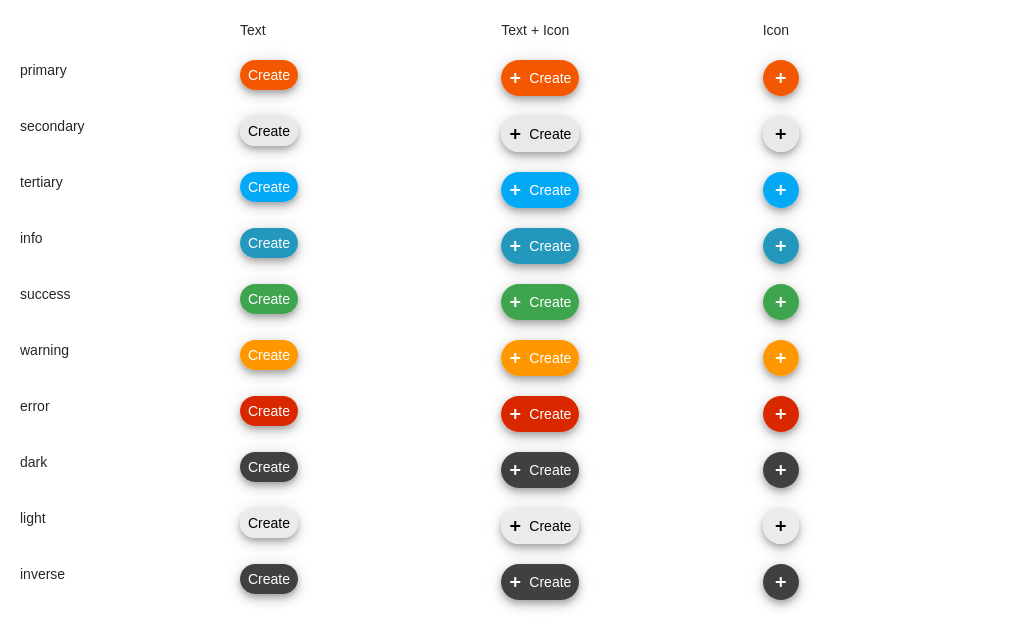 Text Text + Icon Icon
primary Create + Create +
secondary Create + Create +
tertiary Create + Create +
info Create + Create +
success Create + Create +
warning Create + Create +
error Create + Create +
dark Create + Create +
light Create + Create +
inverse Create + Create +